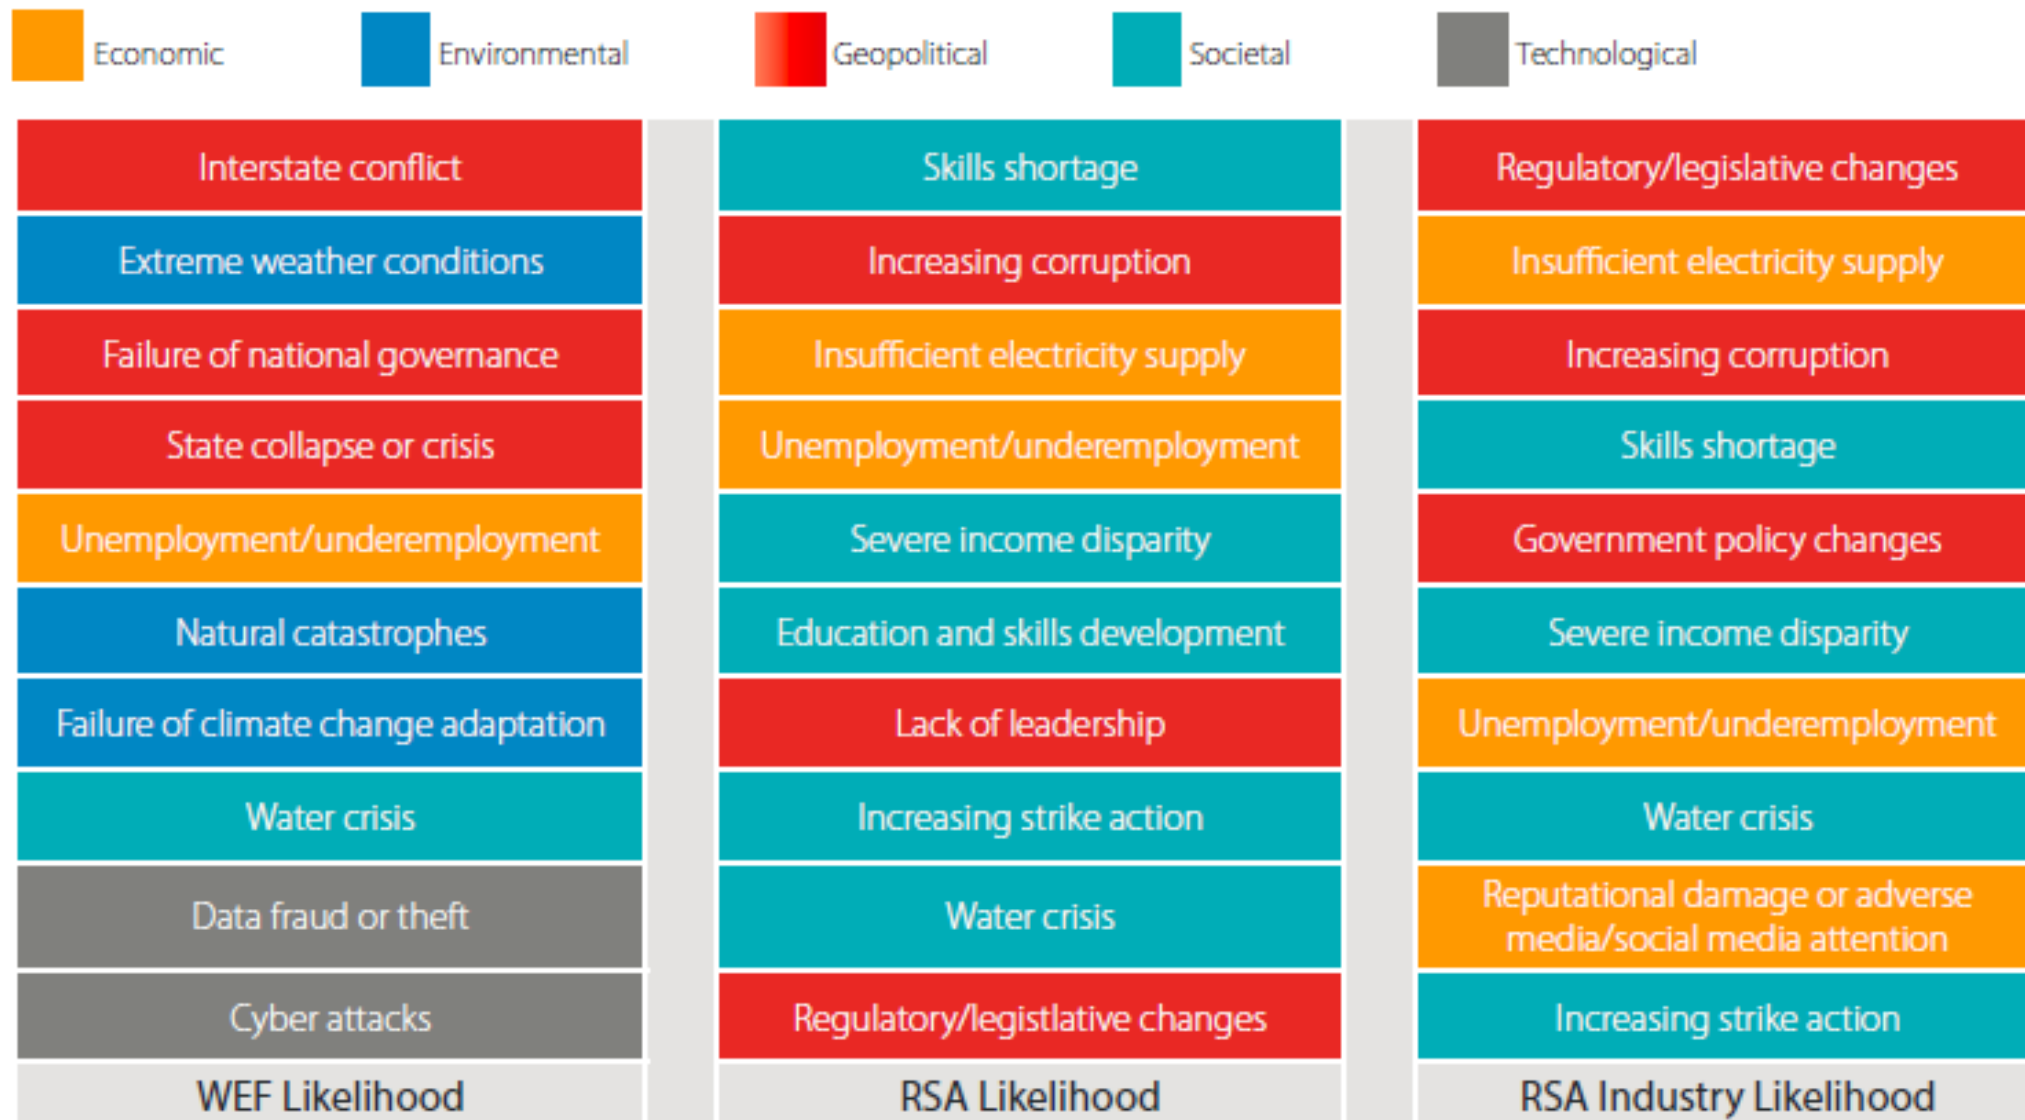 Economic
Environmental
Geopolitical
Societal
Technological
Interstate conflict
Extreme weather conditions
Failure of national governance
State collapse or crisis
Unemployment/underemployment
Natural catastrophes
Failure of climate change adaptation
Water crisis
Data fraud or theft
Cyber attacks
WEF Likelihood
Skills shortage
Increasing corruption
Insufficient electricity supply
Unemployment/underemployment
Severe income disparity
Education and skills development
Lack of leadership
Increasing strike action
Water crisis
Regulatory/legistlative changes
RSA Likelihood
Regulatory/legislative changes
Insufficient electricity supply
Increasing corruption
Skills shortage
Government policy changes
Severe income disparity
Unemployment/underemployment
Water crisis
Reputational damage or adverse
media/social media attention
Increasing strike action
RSA Industry Likelihood